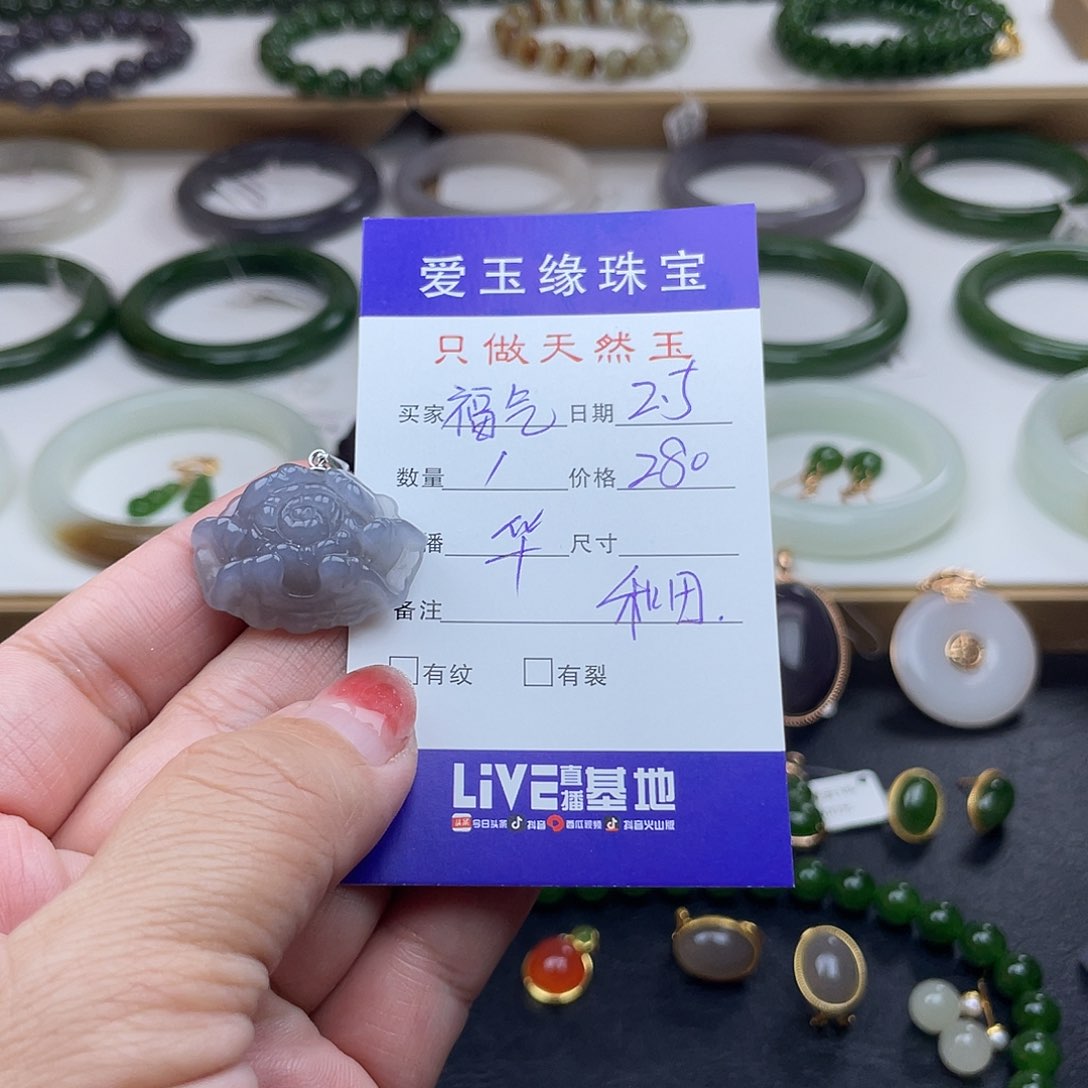 爱玉缘珠宝
只做天然玉
买家 福气 日期 2.5
数量 1 价格 280
播 华 尺寸
备注
有纹 有裂
LiVE直播基地
头条 今日头条 抖音 西瓜视频 抖音火山版